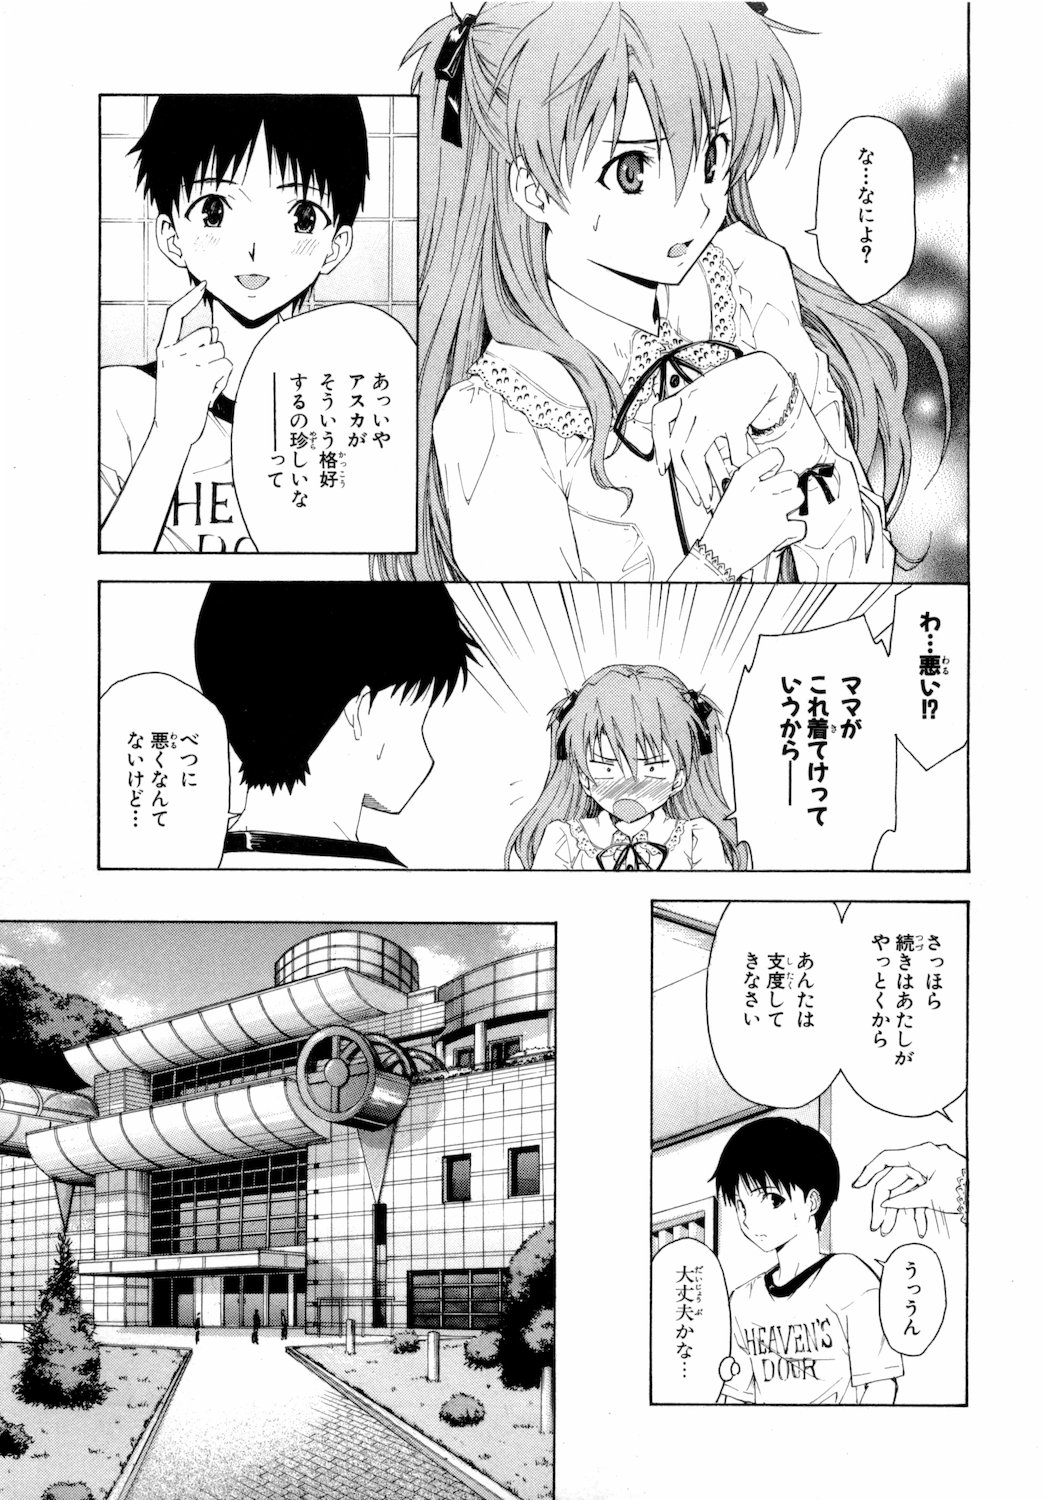 な…なによ?
あっいや
アスカが
そういう格好
するの珍しいな
――って
わ…悪い!?
ママが
これ着てけって
いうから――
べつに
悪くなんて
ないけど…
さっほら
続きはあたしが
やっとくから
あんたは
支度して
きなさい
うっうん
大丈夫かな…
HEAVEN'S
DOOR